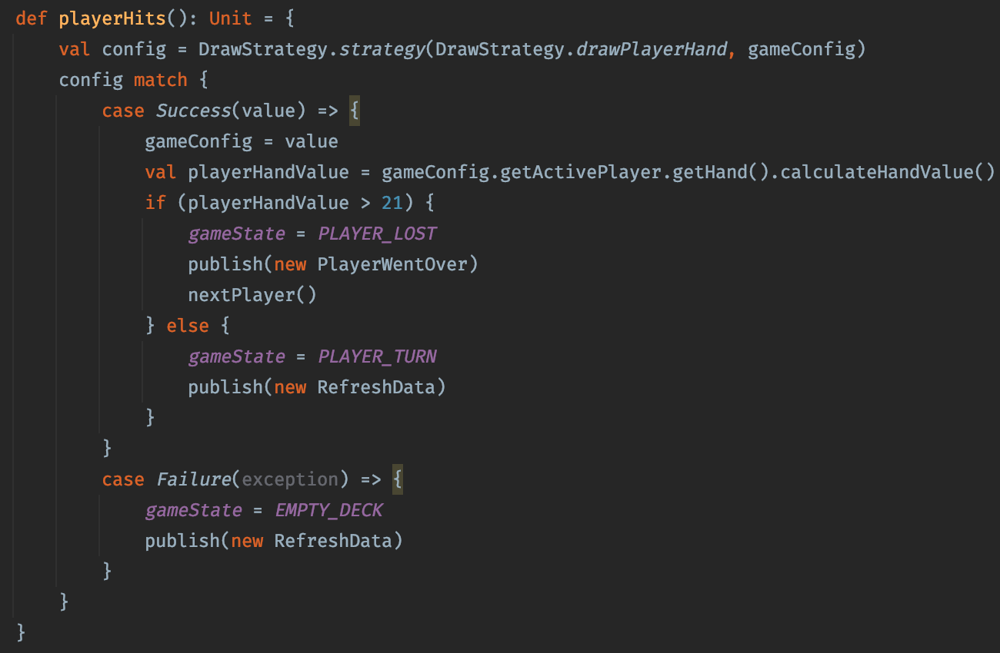 def playerHits(): Unit = {
    val config = DrawStrategy.strategy(DrawStrategy.drawPlayerHand, gameConfig)
    config match {
        case Success(value) => {
            gameConfig = value
            val playerHandValue = gameConfig.getActivePlayer.getHand().calculateHandValue()
            if (playerHandValue > 21) {
                gameState = PLAYER_LOST
                publish(new PlayerWentOver)
                nextPlayer()
            } else {
                gameState = PLAYER_TURN
                publish(new RefreshData)
            }
        }
        case Failure(exception) => {
            gameState = EMPTY_DECK
            publish(new RefreshData)
        }
    }
}